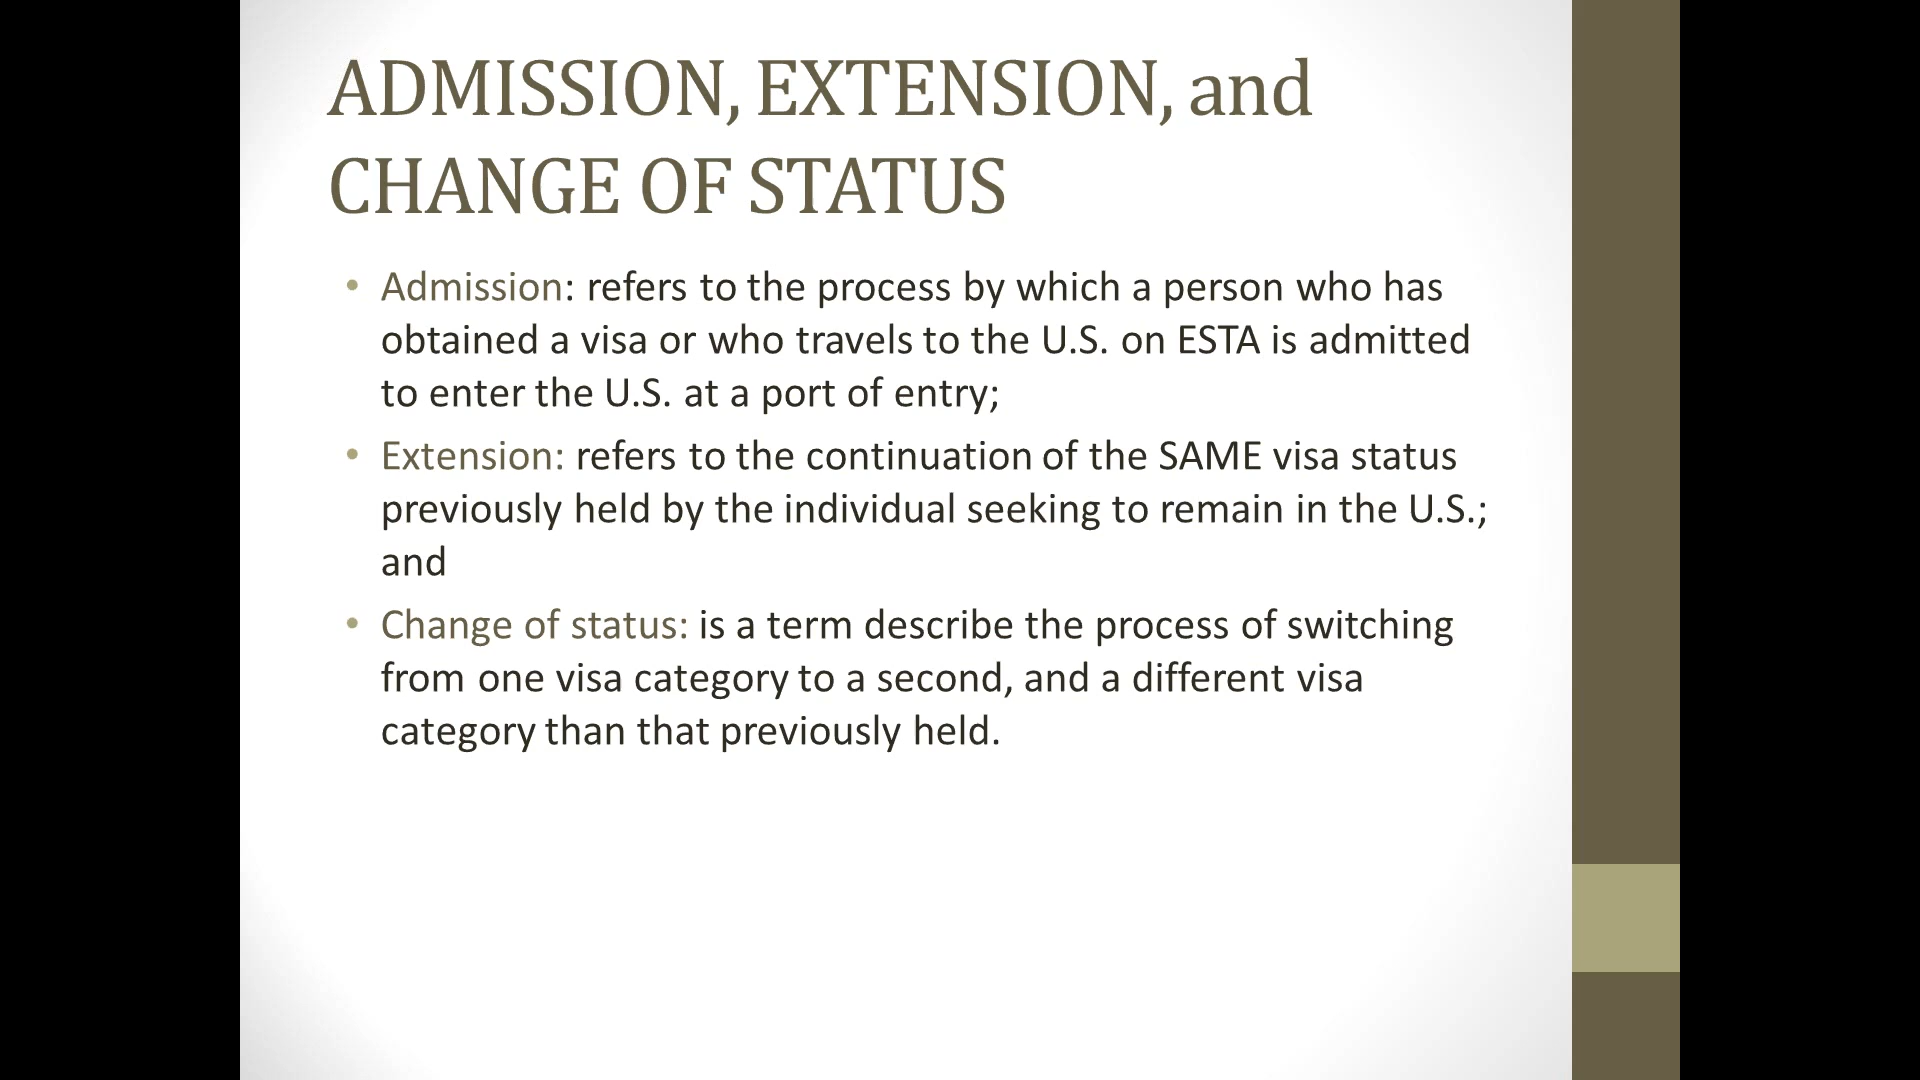 ADMISSION, EXTENSION, and
CHANGE OF STATUS
• Admission: refers to the process by which a person who has
obtained a visa or who travels to the U.S. on ESTA is admitted
to enter the U.S. at a port of entry;
• Extension: refers to the continuation of the SAME visa status
previously held by the individual seeking to remain in the U.S.;
and
• Change of status: is a term describe the process of switching
from one visa category to a second, and a different visa
category than that previously held.